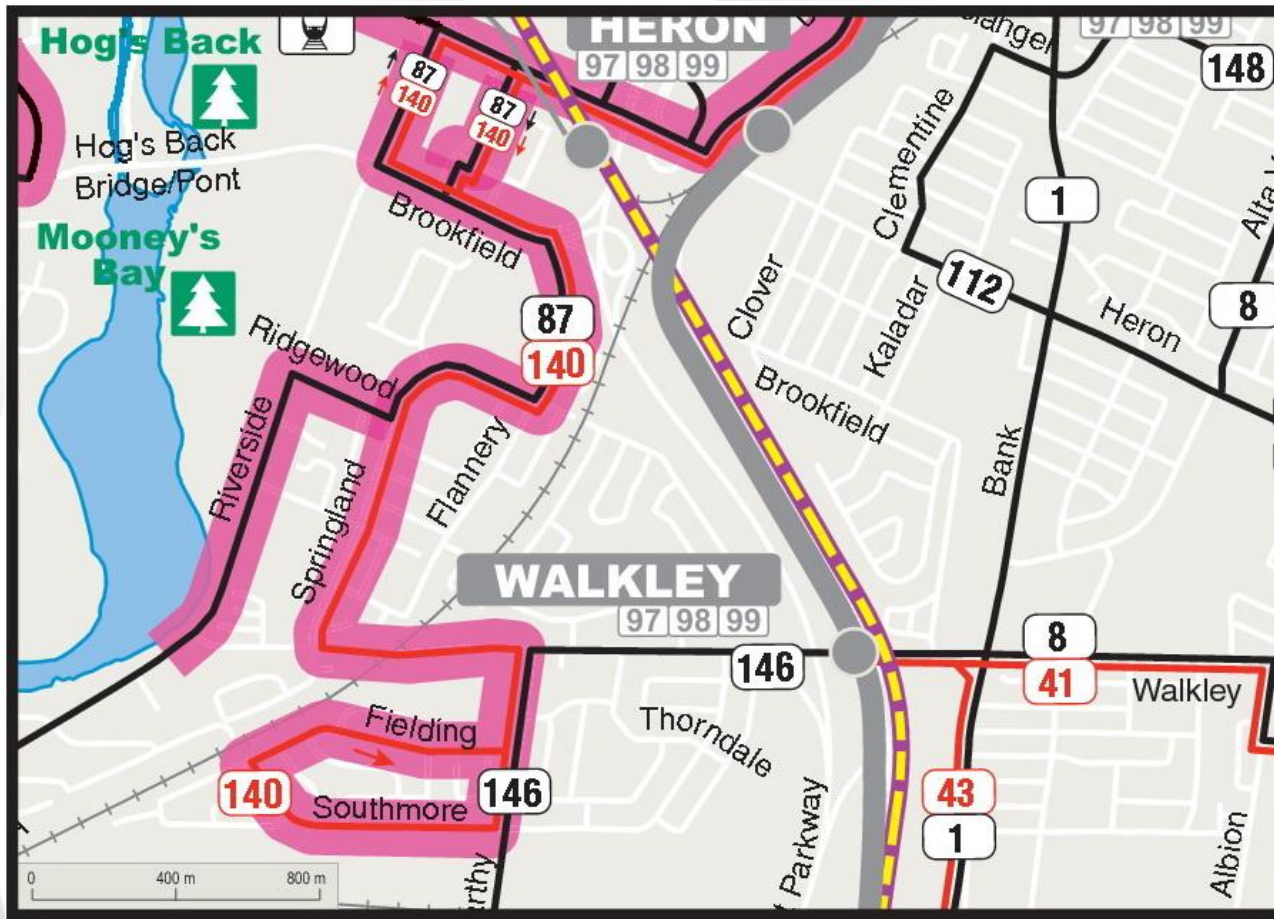 Hog's Back
HERON
97 98 99
97 98 99
148
87
140
87
140
Clementine
Hog's Back
Bridge/Pont
1
Brookfield
Mooney's
Bay
112
8
Heron
Clover
Kaladar
87
140
Ridgewood
Brookfield
Riverside
Springland
Flannery
Bank
WALKLEY
97 98 99
146
8
41
Walkley
Thorndale
Fielding
140
Southmore
146
43
1
Parkway
Albion
0 400 m 800 m